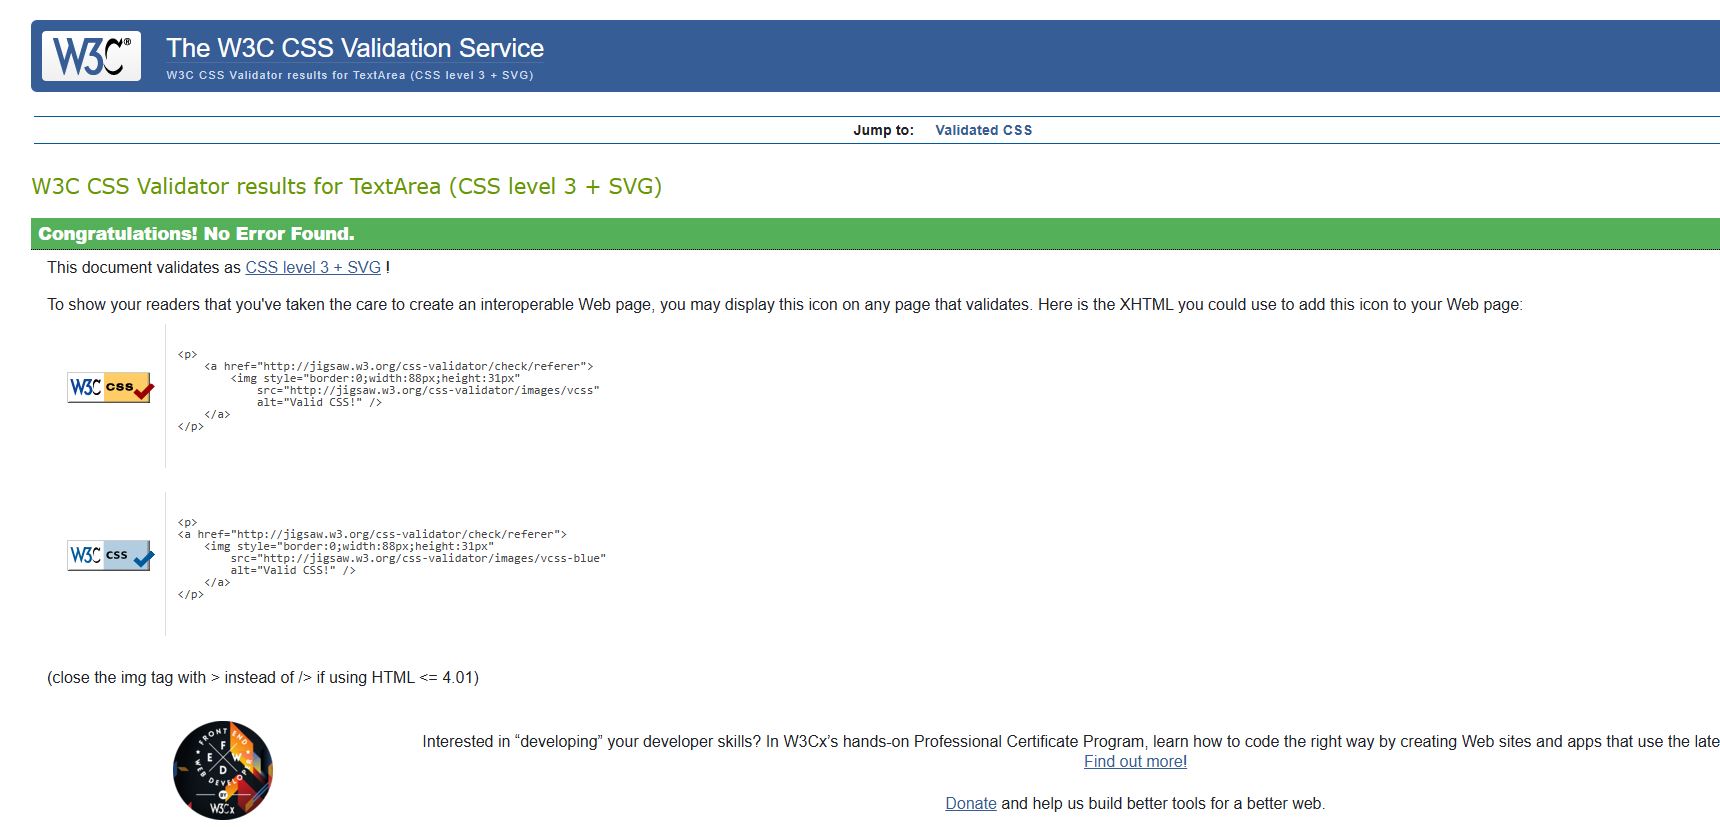 W3C®
The W3C CSS Validation Service
W3C CSS Validator results for TextArea (CSS level 3 + SVG)
Jump to: Validated CSS
W3C CSS Validator results for TextArea (CSS level 3 + SVG)
Congratulations! No Error Found.
This document validates as CSS level 3 + SVG !
To show your readers that you've taken the care to create an interoperable Web page, you may display this icon on any page that validates. Here is the XHTML you could use to add this icon to your Web page:
W3C css
<p>
    <a href="http://jigsaw.w3.org/css-validator/check/referer">
        <img style="border:0;width:88px;height:31px"
            src="http://jigsaw.w3.org/css-validator/images/vcss"
            alt="Valid CSS!" />
    </a>
</p>
W3C css
<p>
<a href="http://jigsaw.w3.org/css-validator/check/referer">
    <img style="border:0;width:88px;height:31px"
        src="http://jigsaw.w3.org/css-validator/images/vcss-blue"
        alt="Valid CSS!" />
    </a>
</p>
(close the img tag with > instead of /> if using HTML <= 4.01)
FRONT END
F
E W
D
WEB DEVELOPER
BY
W3Cx
Interested in “developing” your developer skills? In W3Cx’s hands-on Professional Certificate Program, learn how to code the right way by creating Web sites and apps that use the late
Find out more!
Donate and help us build better tools for a better web.